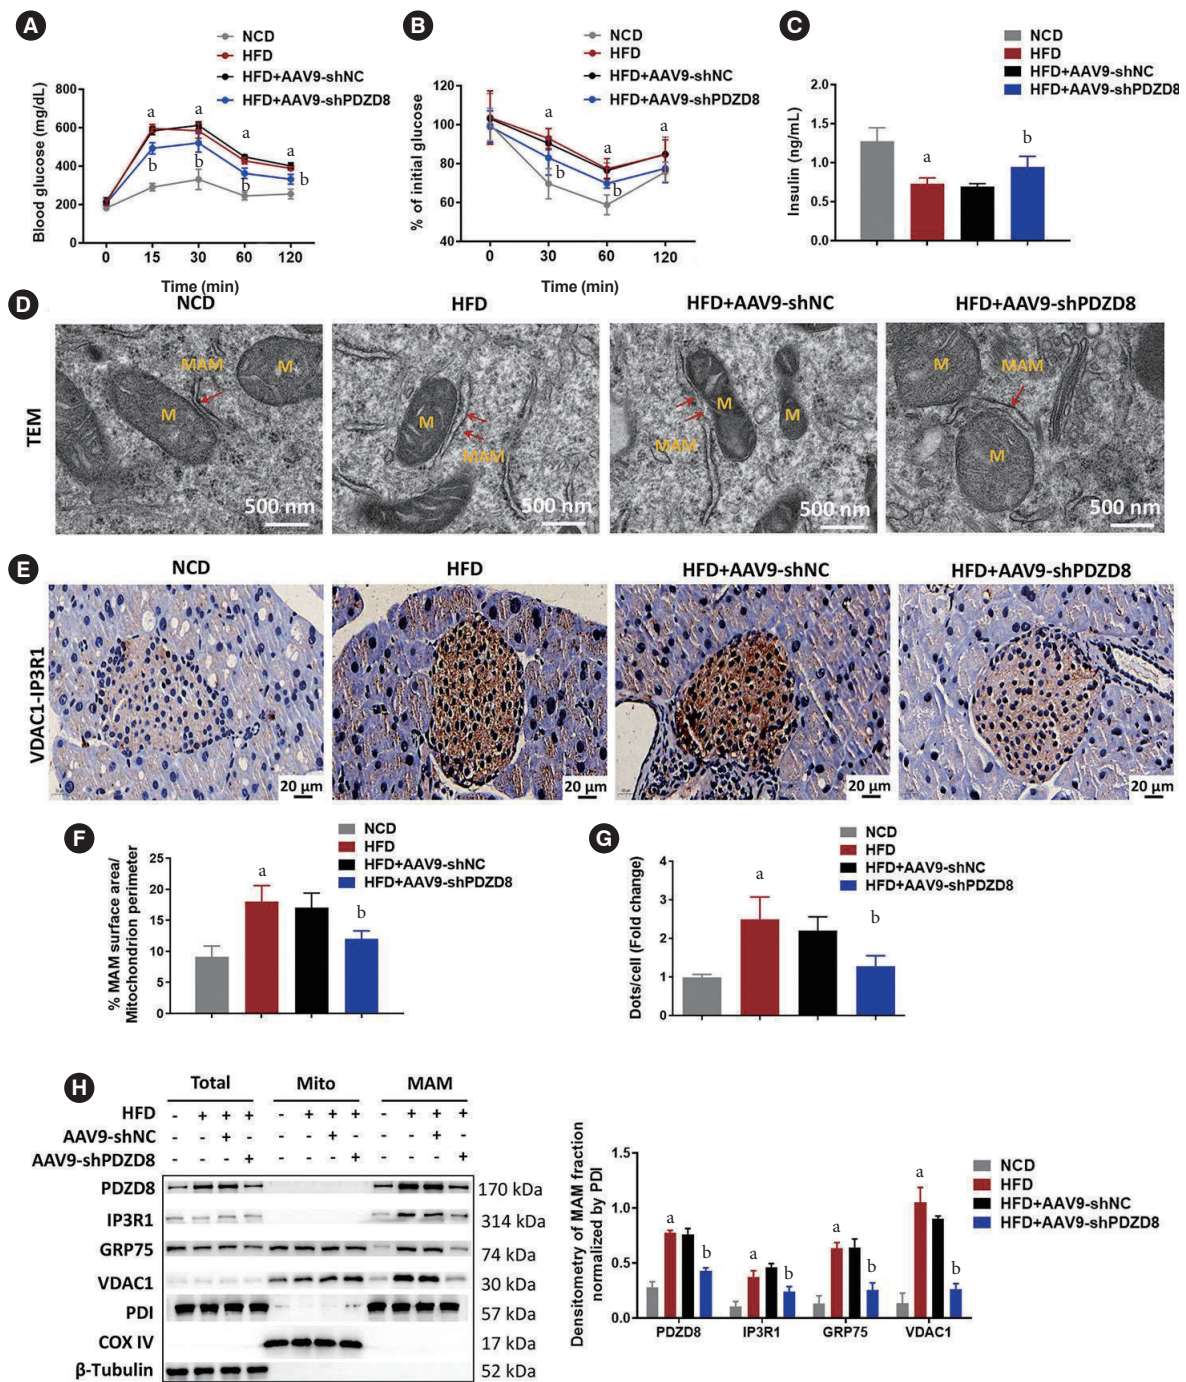 A
NCD
HFD
HFD+AAV9-shNC
HFD+AAV9-shPDZD8
Blood glucose (mg/dL)
800
600
400
200
0
a
a
a
a
b
b
b
b
0 15 30 60 120
Time (min)
B
NCD
HFD
HFD+AAV9-shNC
HFD+AAV9-shPDZD8
% of initial glucose
120
100
80
60
40
a
a
a
b
b
0 30 60 120
Time (min)
C
NCD
HFD
HFD+AAV9-shNC
HFD+AAV9-shPDZD8
Insulin (ng/mL)
2.0
1.5
1.0
0.5
0.0
a
b
D
NCD
HFD
HFD+AAV9-shNC
HFD+AAV9-shPDZD8
TEM
MAM
M
M
500 nm
M
MAM
500 nm
M
M
MAM
500 nm
M
MAM
M
500 nm
E
NCD
HFD
HFD+AAV9-shNC
HFD+AAV9-shPDZD8
VDAC1-IP3R1
20 µm
20 µm
20 µm
20 µm
F
NCD
HFD
HFD+AAV9-shNC
HFD+AAV9-shPDZD8
% MAM surface area/
Mitochondrion perimeter
25
20
15
10
5
0
a
b
G
NCD
HFD
HFD+AAV9-shNC
HFD+AAV9-shPDZD8
Dots/cell (Fold change)
4
3
2
1
0
a
b
H
Total Mito MAM
HFD - + + + - + + + - + + +
AAV9-shNC - - + - - - + - - - + -
AAV9-shPDZD8 - - - + - - - + - - - +
PDZD8 170 kDa
IP3R1 314 kDa
GRP75 74 kDa
VDAC1 30 kDa
PDI 57 kDa
COX IV 17 kDa
β-Tubulin 52 kDa
Densitometry of MAM fraction
normalized by PDI
1.5
1.0
0.5
0.0
a
b
a
b
a
b
a
b
PDZD8 IP3R1 GRP75 VDAC1
NCD
HFD
HFD+AAV9-shNC
HFD+AAV9-shPDZD8